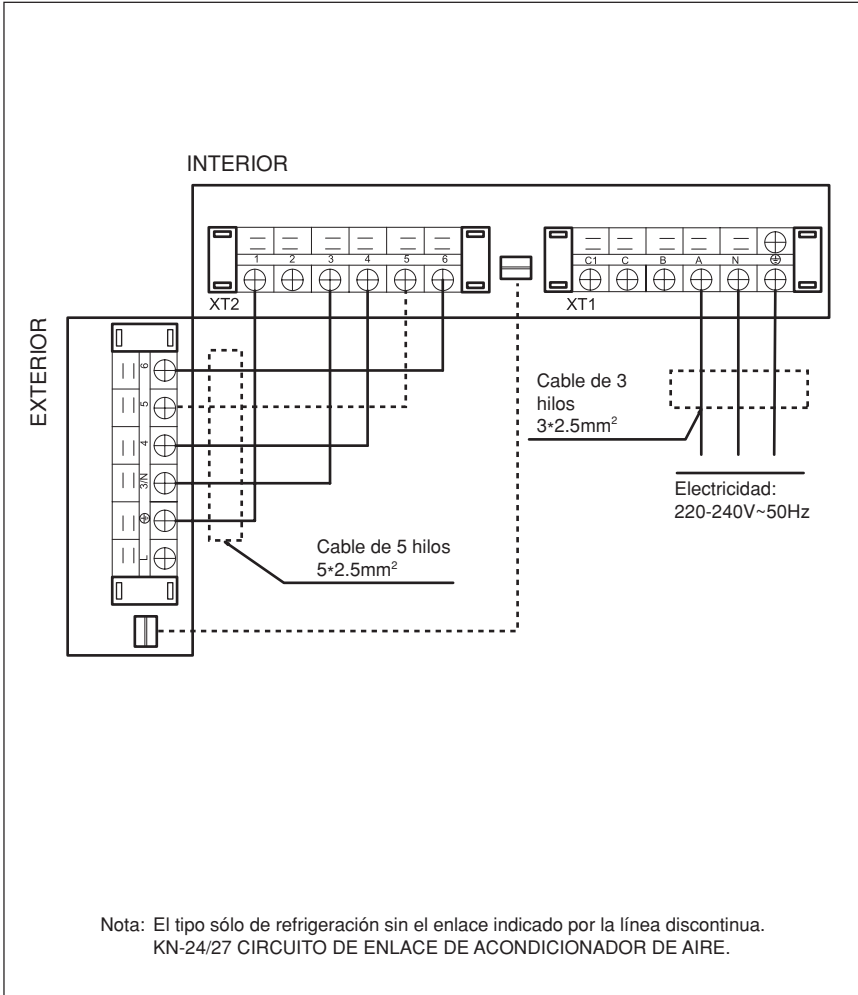 INTERIOR
1 2 3 4 5 6
C1 C B A N
XT2
XT1
EXTERIOR
6
5
4
3/N
L
Cable de 3
hilos
3*2.5mm²
Electricidad:
220-240V~50Hz
Cable de 5 hilos
5*2.5mm²
Nota: El tipo sólo de refrigeración sin el enlace indicado por la línea discontinua.
KN-24/27 CIRCUITO DE ENLACE DE ACONDICIONADOR DE AIRE.